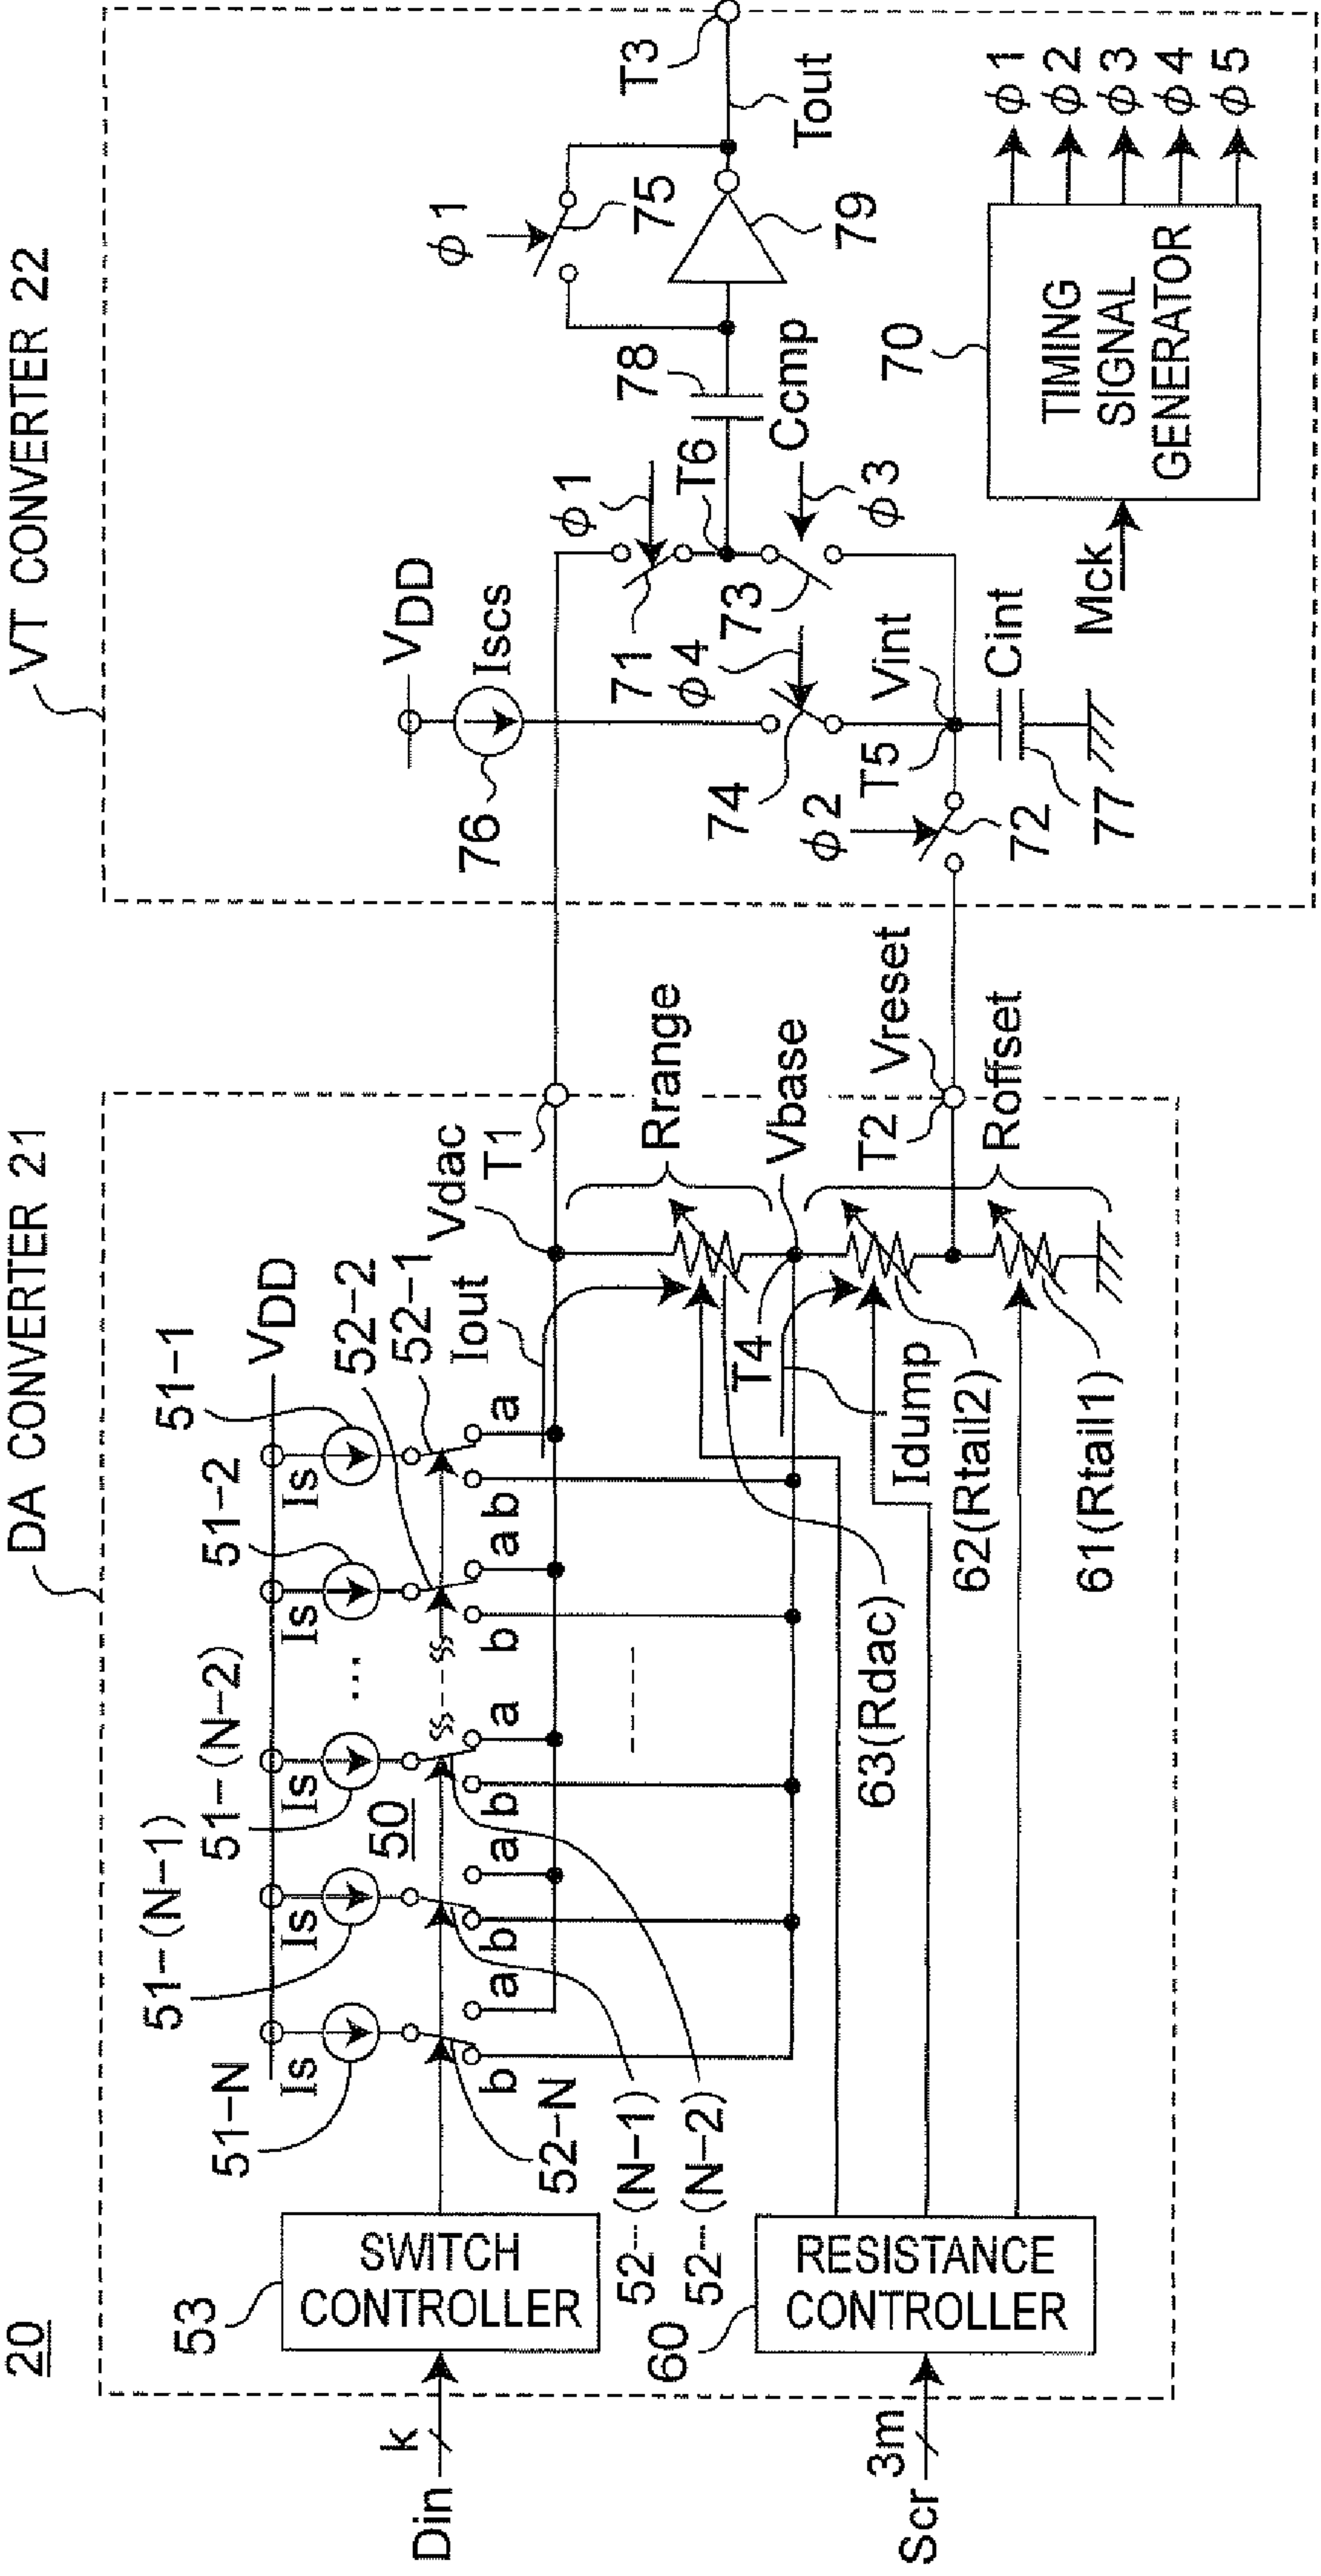 20
DA CONVERTER 21
VT CONVERTER 22
Din
k
53
SWITCH
CONTROLLER
Scr
3m
60
RESISTANCE
CONTROLLER
VDD
51-N
51-(N-1)
51-(N-2)
51-2
51-1
Is
Is
Is
Is
Is
...
50
52-N
52-(N-1)
52-(N-2)
52-2
52-1
b
a
b
a
b
a
b
a
b
a
Iout
Vdac
T1
Rrange
63(Rdac)
T4
Vbase
Idump
62(Rtail2)
61(Rtail1)
T2
Vreset
Roffset
VDD
76
Iscs
ϕ1
71
ϕ4
74
73
ϕ3
T6
78
Ccmp
ϕ1
75
79
T3
Tout
ϕ2
72
T5
Vint
Cint
77
Mck
70
TIMING
SIGNAL
GENERATOR
ϕ1
ϕ2
ϕ3
ϕ4
ϕ5